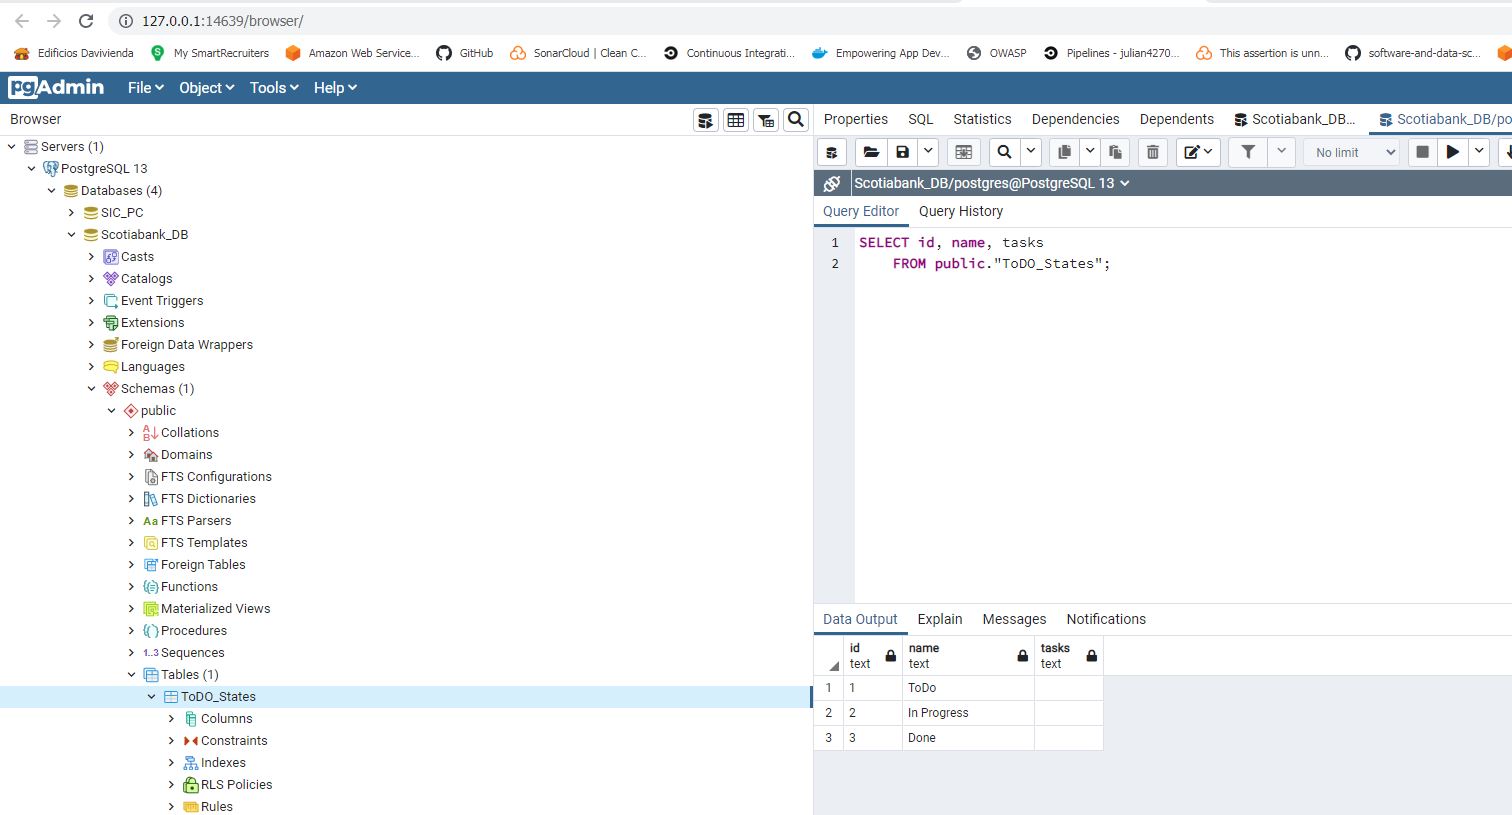 127.0.0.1:14639/browser/
Edificios Davivienda My SmartRecruiters Amazon Web Service... GitHub SonarCloud | Clean C... Continuous Integrati... Empowering App Dev... OWASP Pipelines - julian4270... This assertion is unn... software-and-data-sc...
pgAdmin File Object Tools Help
Browser
Servers (1)
PostgreSQL 13
Databases (4)
SIC_PC
Scotiabank_DB
Casts
Catalogs
Event Triggers
Extensions
Foreign Data Wrappers
Languages
Schemas (1)
public
Collations
Domains
FTS Configurations
FTS Dictionaries
Aa FTS Parsers
FTS Templates
Foreign Tables
Functions
Materialized Views
Procedures
1..3 Sequences
Tables (1)
ToDO_States
Columns
Constraints
Indexes
RLS Policies
Rules
Properties SQL Statistics Dependencies Dependents Scotiabank_DB... Scotiabank_DB/po
No limit
Scotiabank_DB/postgres@PostgreSQL 13
Query Editor Query History
1 SELECT id, name, tasks
2 FROM public."ToDO_States";
Data Output Explain Messages Notifications
id name tasks
text text text
1 1 ToDo
2 2 In Progress
3 3 Done